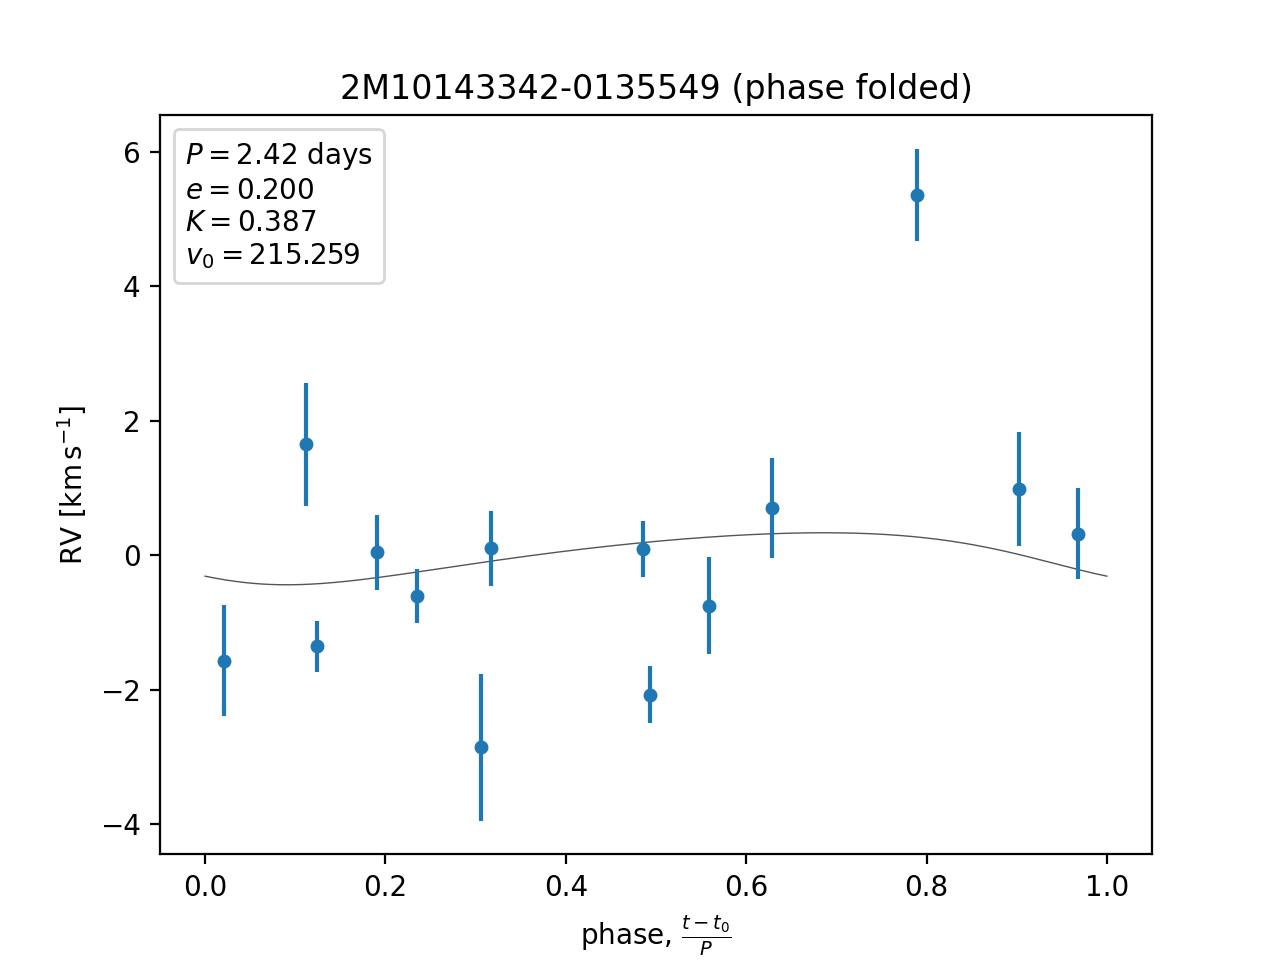 2M10143342-0135549 (phase folded)
P = 2.42 days
e = 0.200
K = 0.387
v₀ = 215.259
6
4
2
0
−2
−4
RV [km s⁻¹]
0.0 0.2 0.4 0.6 0.8 1.0
phase, (t − t₀)/P